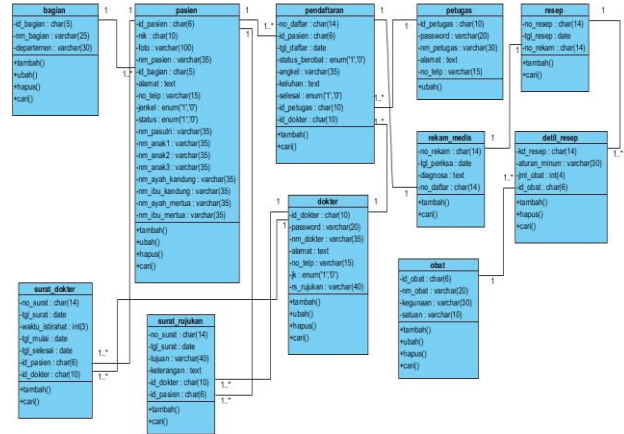 bagian
-id_bagian : char(5)
-nm_bagian : varchar(25)
-departemen : varchar(30)
+tambah()
+ubah()
+hapus()
+cari()
pasien
-id_pasien : char(6)
-nik : char(10)
-foto : varchar(100)
-nm_pasien : varchar(35)
-id_bagian : char(5)
-alamat : text
-no_telp : varchar(15)
-jenkel : enum("1",'0')
-status : enum("1",'0')
-nm_pasutri : varchar(35)
-nm_anak1 : varchar(35)
-nm_anak2 : varchar(35)
-nm_anak3 : varchar(35)
-nm_ayah_kandung : varchar(35)
-nm_ibu_kandung : varchar(35)
-nm_ayah_mertua : varchar(35)
-nm_ibu_mertua : varchar(35)
+tambah()
+ubah()
+hapus()
+cari()
pendaftaran
-no_daftar : char(14)
-id_pasien : char(6)
-tgl_daftar : date
-status_berobat : enum("1",'0')
-angkel : varchar(35)
-keluhan : text
-selesai : enum("1",'0')
-id_petugas : char(10)
-id_dokter : char(10)
+tambah()
+cari()
petugas
-id_petugas : char(10)
-password : varchar(20)
-nm_petugas : varchar(30)
-alamat : text
-no_telp : varchar(15)
+ubah()
resep
-no_resep : char(14)
-tgl_resep : date
-no_rekam : char(14)
+tambah()
+cari()
rekam_medis
-no_rekam : char(14)
-tgl_periksa : date
-diagnosa : text
-no_daftar : char(14)
+tambah()
+cari()
detil_resep
-kd_resep : char(14)
-aturan_minum : varchar(30)
-jml_obat : int(4)
-id_obat : char(6)
+tambah()
+hapus()
+cari()
dokter
-id_dokter : char(10)
-password : varchar(20)
-nm_dokter : varchar(35)
-alamat : text
-no_telp : varchar(15)
-jk : enum("1",'0')
-rs_rujukan : varchar(40)
+tambah()
+ubah()
+hapus()
+cari()
obat
-id_obat : char(6)
-nm_obat : varchar(20)
-kegunaan : varchar(30)
-satuan : varchar(10)
+tambah()
+ubah()
+hapus()
+cari()
surat_dokter
-no_surat : char(14)
-tgl_surat : date
-waktu_istirahat : int(3)
-tgl_mulai : date
-tgl_selesai : date
-id_pasien : char(6)
-id_dokter : char(10)
+tambah()
+cari()
surat_rujukan
-no_surat : char(14)
-tgl_surat : date
-tujuan : varchar(40)
-keterangan : text
-id_dokter : char(10)
-id_pasien : char(6)
+tambah()
+cari()
1
1..*
1
1
1
1..*
1
1
1..*
1..*
1
1
1
1
1
1..*
1..*
1
1
1
1
1..*
1..*
1..*
1..*